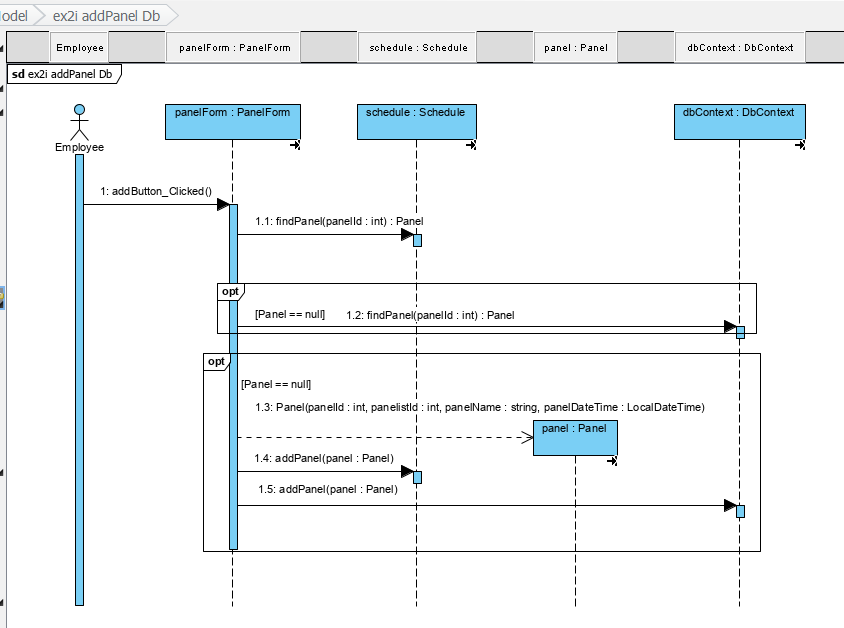 odel
ex2i addPanel Db
Employee
panelForm : PanelForm
schedule : Schedule
panel : Panel
dbContext : DbContext
sd ex2i addPanel Db
panelForm : PanelForm
schedule : Schedule
dbContext : DbContext
Employee
1: addButton_Clicked()
1.1: findPanel(panelId : int) : Panel
opt
[Panel == null]
1.2: findPanel(panelId : int) : Panel
opt
[Panel == null]
1.3: Panel(panelId : int, panelistId : int, panelName : string, panelDateTime : LocalDateTime)
panel : Panel
1.4: addPanel(panel : Panel)
1.5: addPanel(panel : Panel)